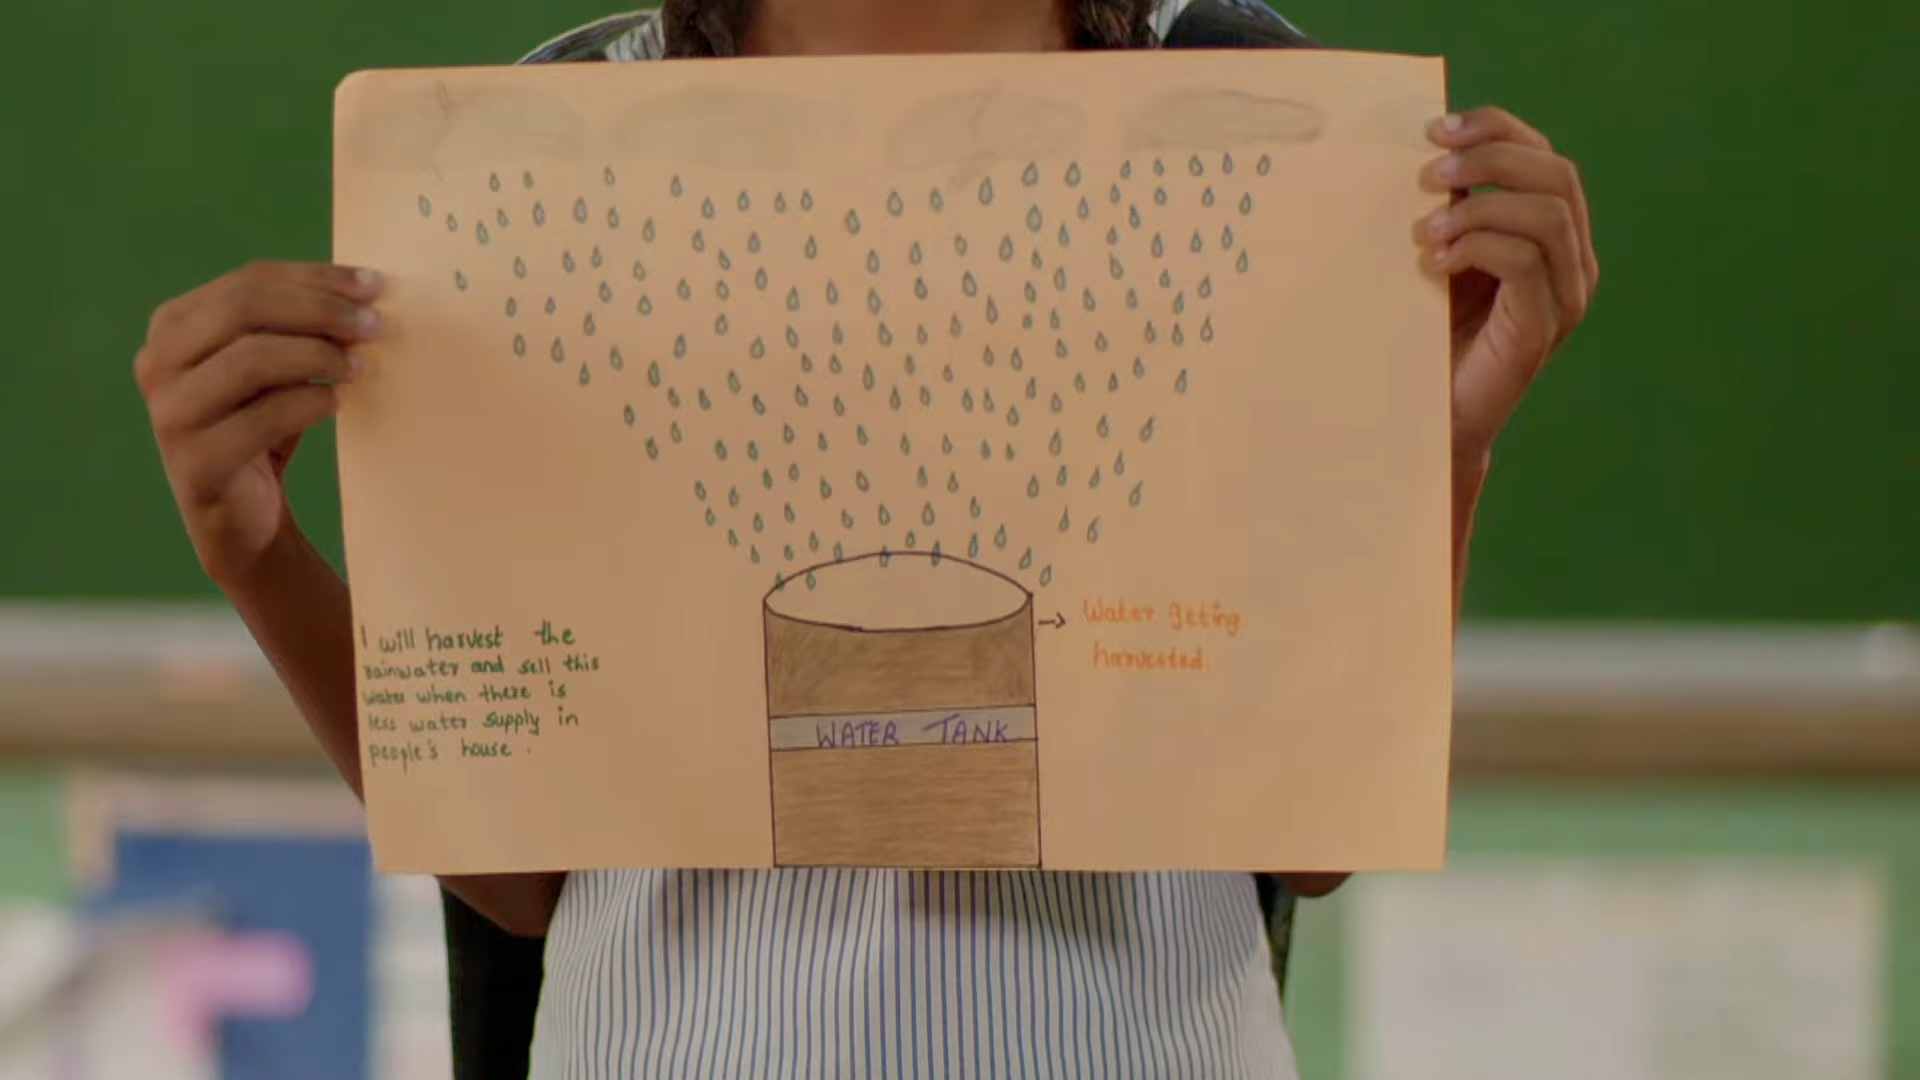 I will harvest the
rainwater and sell this
water when there is
less water supply in
people's house.
WATER TANK
→ Water geting
harvested.